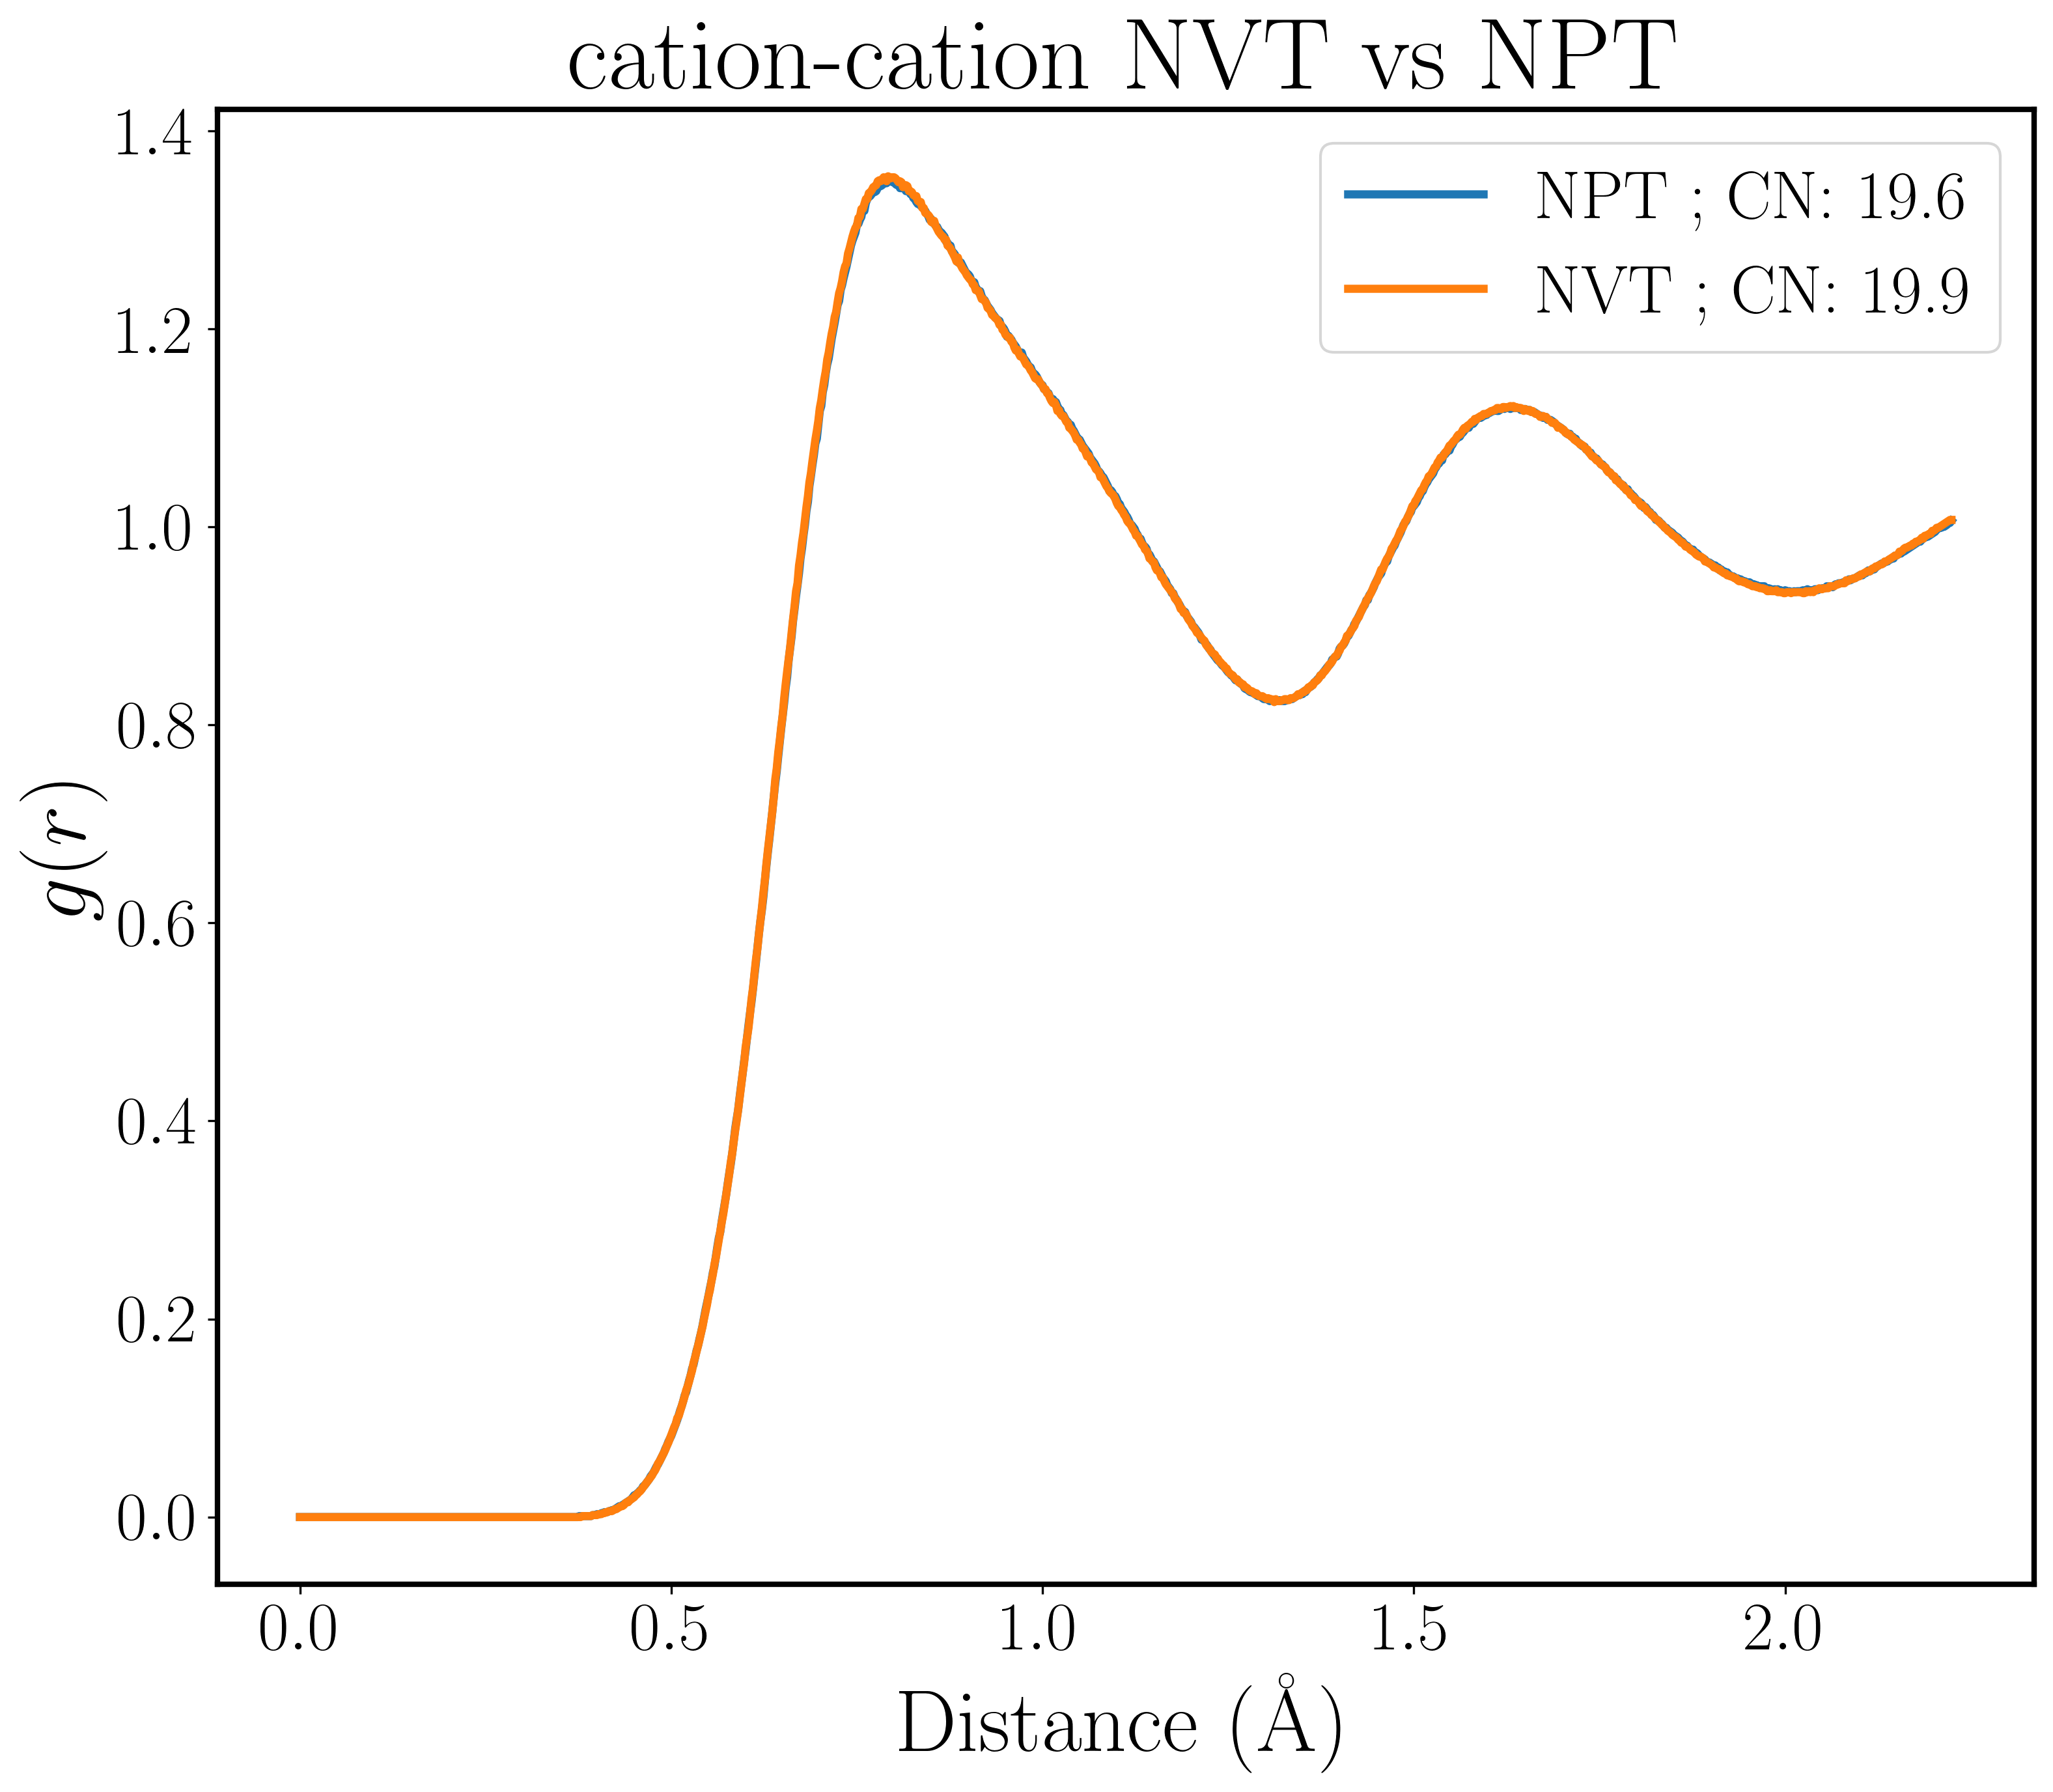 cation-cation NVT vs NPT
1.4
1.2
1.0
0.8
0.6
0.4
0.2
0.0
g(r)
NPT ; CN: 19.6
NVT ; CN: 19.9
0.0 0.5 1.0 1.5 2.0
Distance (Å)